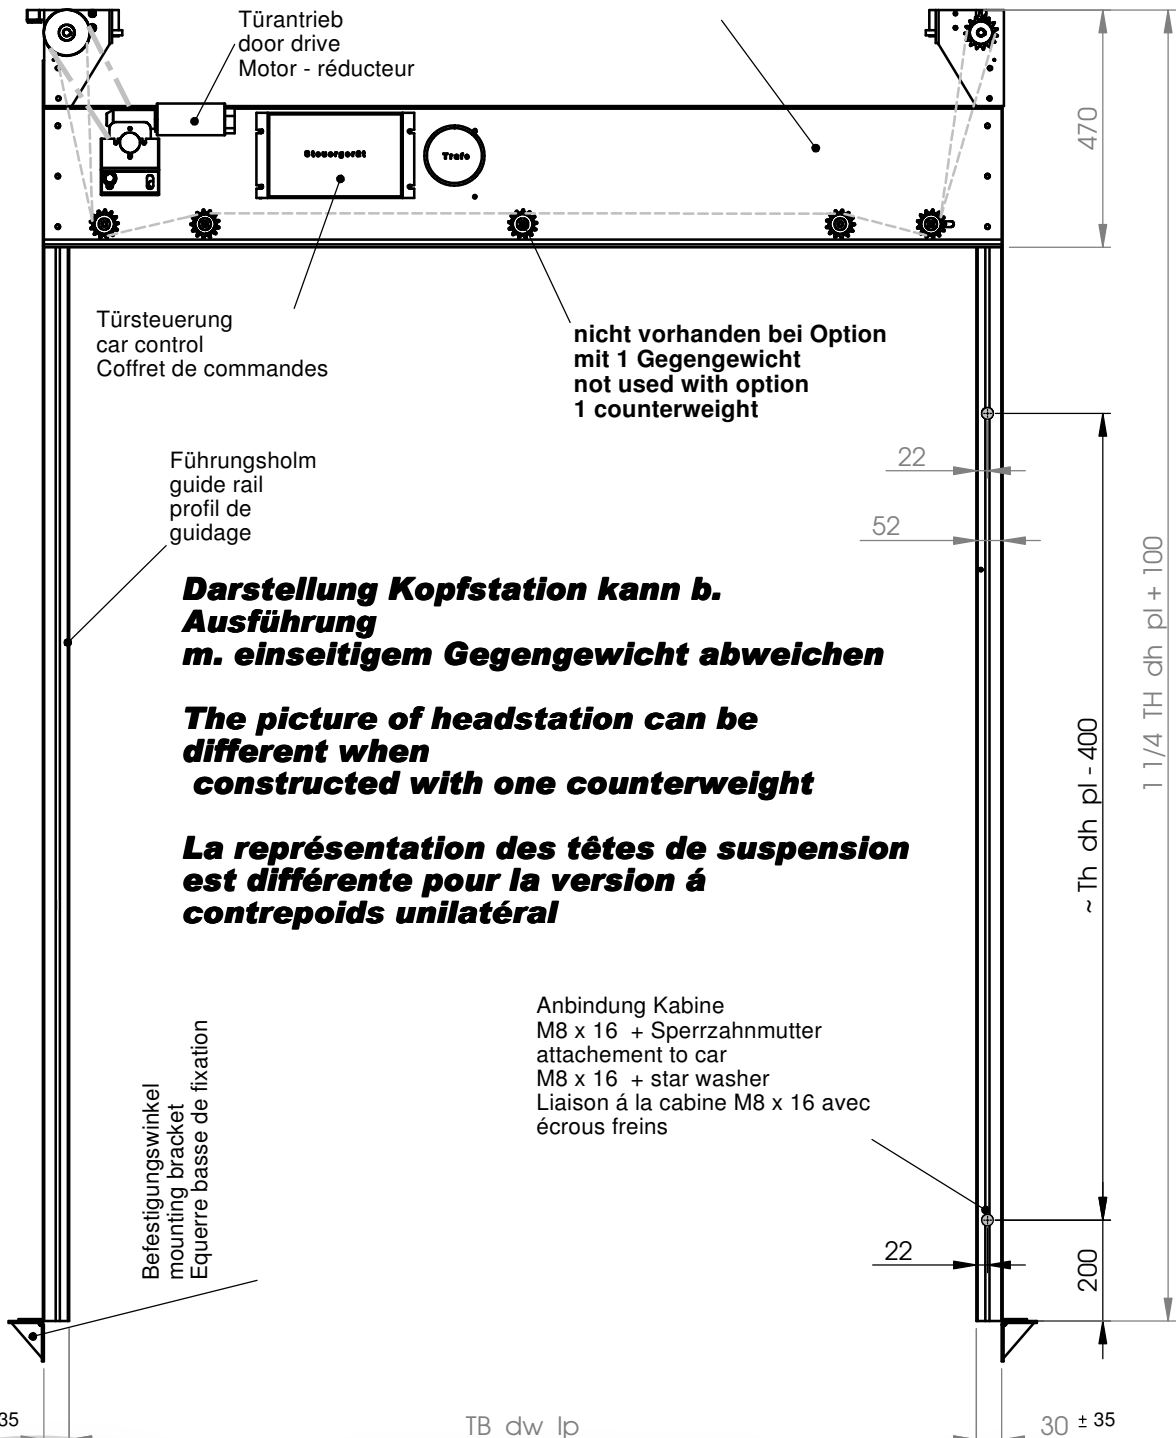 Türantrieb
door drive
Motor - réducteur
Steuergerät
Trafo
470
Türsteuerung
car control
Coffret de commandes
nicht vorhanden bei Option
mit 1 Gegengewicht
not used with option
1 counterweight
Führungsholm
guide rail
profil de
guidage
22
52
1 1/4 TH dh pl + 100
~ Th dh pl - 400
Darstellung Kopfstation kann b.
Ausführung
m. einseitigem Gegengewicht abweichen
The picture of headstation can be
different when
constructed with one counterweight
La représentation des têtes de suspension
est différente pour la version á
contrepoids unilatéral
Anbindung Kabine
M8 x 16 + Sperrzahnmutter
attachement to car
M8 x 16 + star washer
Liaison á la cabine M8 x 16 avec
écrous freins
Befestigungswinkel
mounting bracket
Equerre basse de fixation
22
200
35
TB dw lp
30 ± 35